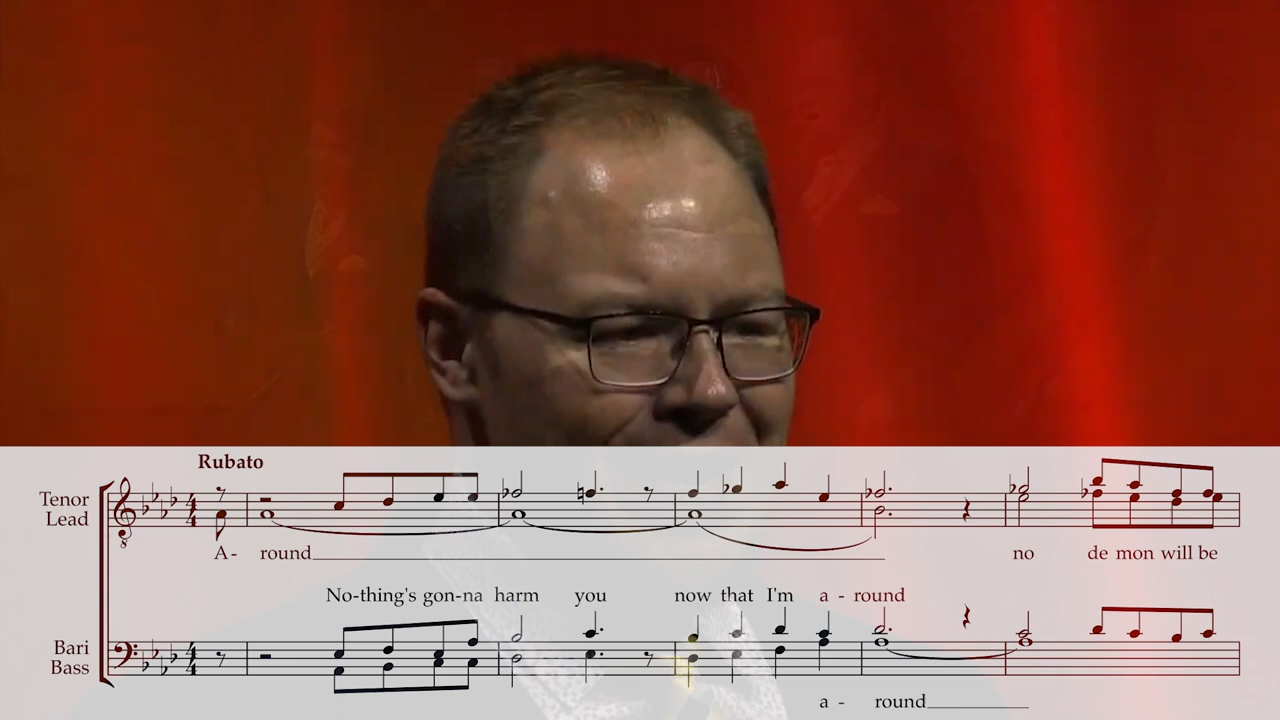 Rubato
Tenor
Lead
8
A- round no de mon will be
No-thing's gon-na harm you now that I'm a - round
Bari
Bass
a - round